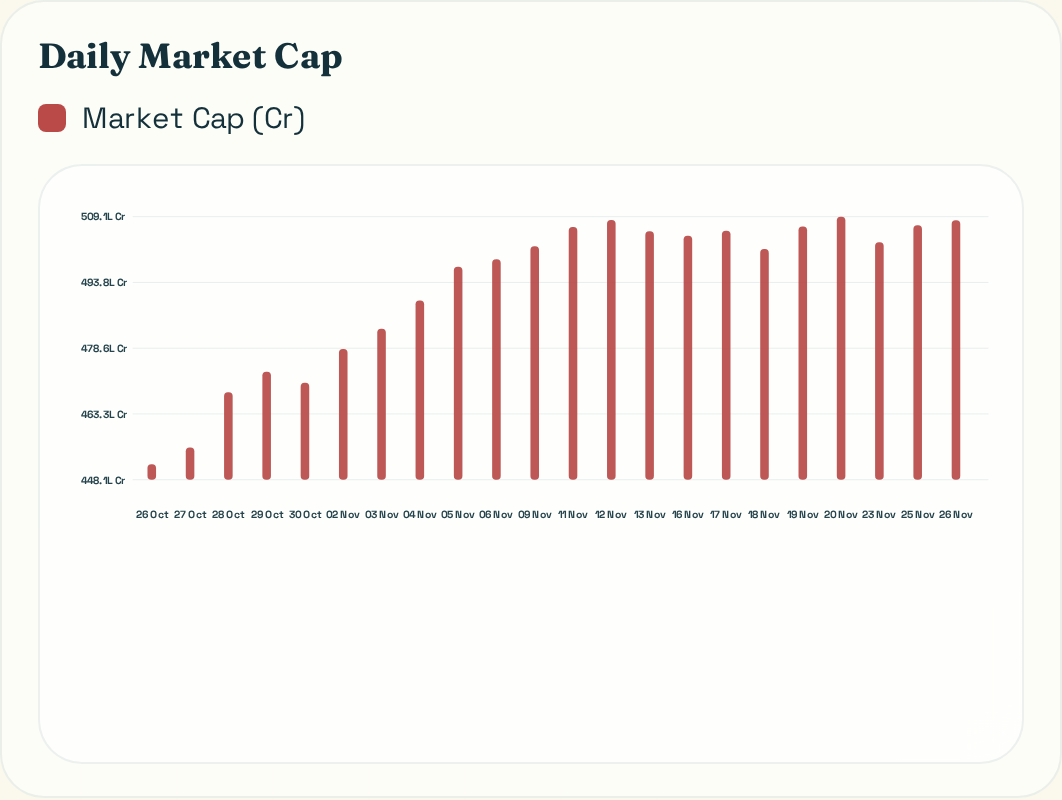 Daily Market Cap
Market Cap (Cr)
509.1L Cr
493.8L Cr
478.6L Cr
463.3L Cr
448.1L Cr
26 Oct 27 Oct 28 Oct 29 Oct 30 Oct 02 Nov 03 Nov 04 Nov 05 Nov 06 Nov 09 Nov 11 Nov 12 Nov 13 Nov 16 Nov 17 Nov 18 Nov 19 Nov 20 Nov 23 Nov 25 Nov 26 Nov